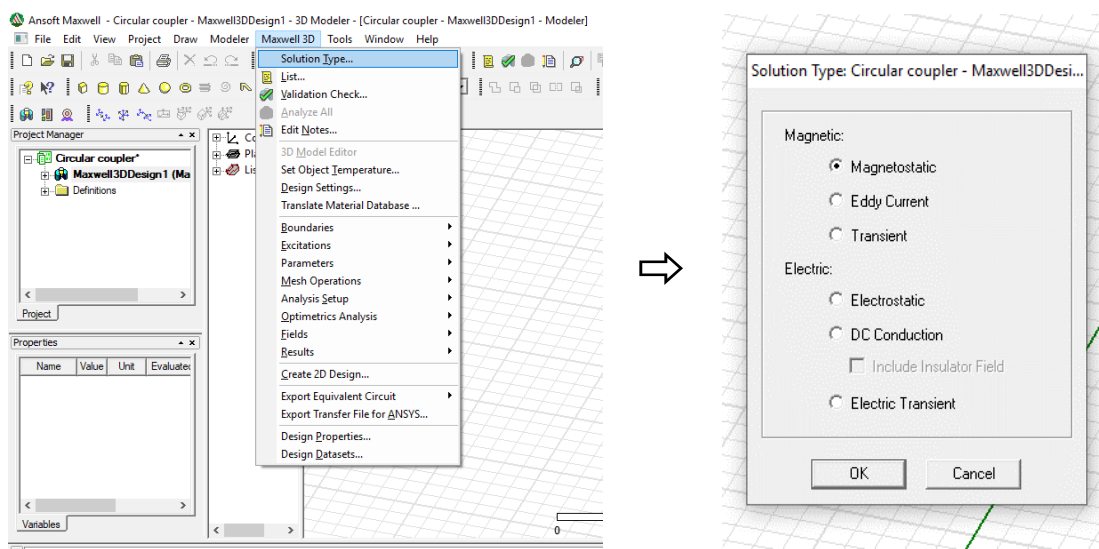 Ansoft Maxwell - Circular coupler - Maxwell3DDesign1 - 3D Modeler - [Circular coupler - Maxwell3DDesign1 - Modeler]
File Edit View Project Draw Modeler Maxwell 3D Tools Window Help
Solution Type...
List...
Validation Check...
Analyze All
Edit Notes...
3D Model Editor
Set Object Temperature...
Design Settings...
Translate Material Database ...
Boundaries
Excitations
Parameters
Mesh Operations
Analysis Setup
Optimetrics Analysis
Fields
Results
Create 2D Design...
Export Equivalent Circuit
Export Transfer File for ANSYS...
Design Properties...
Design Datasets...
Project Manager
Circular coupler*
Maxwell3DDesign1 (Ma
Definitions
Project
Properties
Name Value Unit Evaluated
Variables
Co
Pla
Lis
0
Solution Type: Circular coupler - Maxwell3DDesi...
Magnetic:
Magnetostatic
Eddy Current
Transient
Electric:
Electrostatic
DC Conduction
Include Insulator Field
Electric Transient
OK Cancel